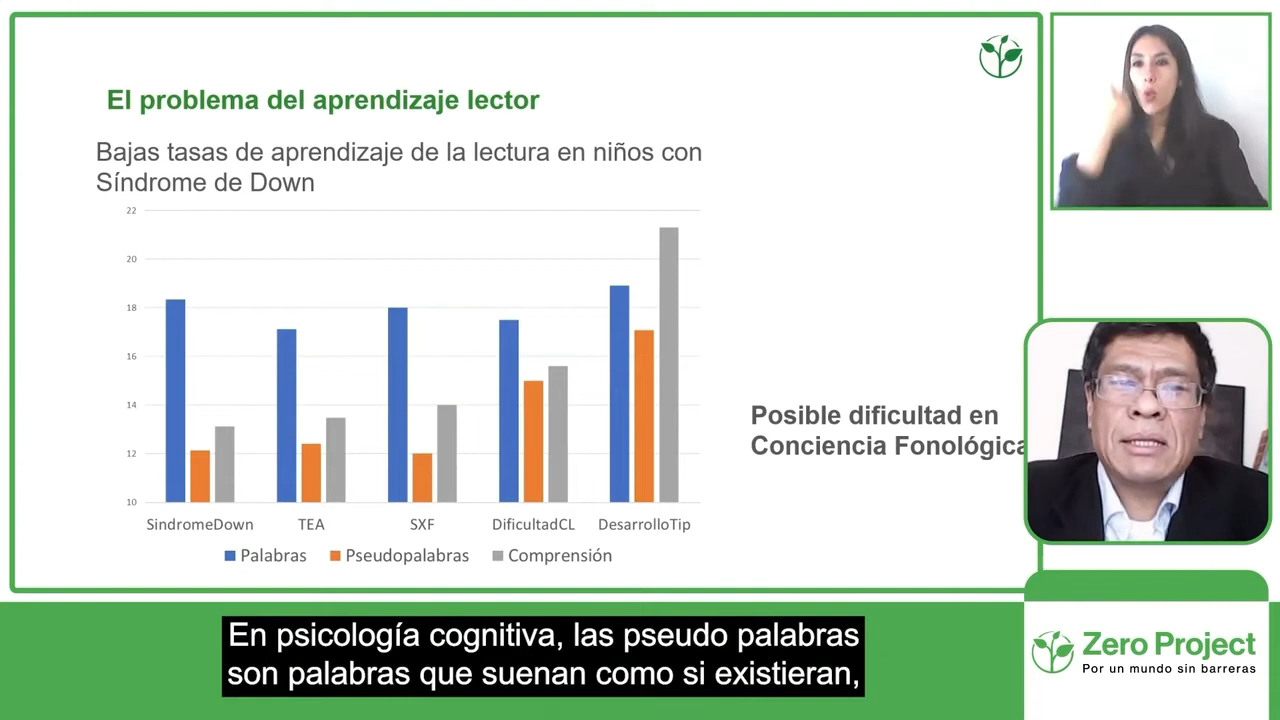 El problema del aprendizaje lector
Bajas tasas de aprendizaje de la lectura en niños con
Síndrome de Down
22
20
18
16
14
12
10
SindromeDown TEA SXF DificultadCL DesarrolloTip
Palabras Pseudopalabras Comprensión
Posible dificultad en
Conciencia Fonológica
En psicología cognitiva, las pseudo palabras
son palabras que suenan como si existieran,
Zero Project
Por un mundo sin barreras